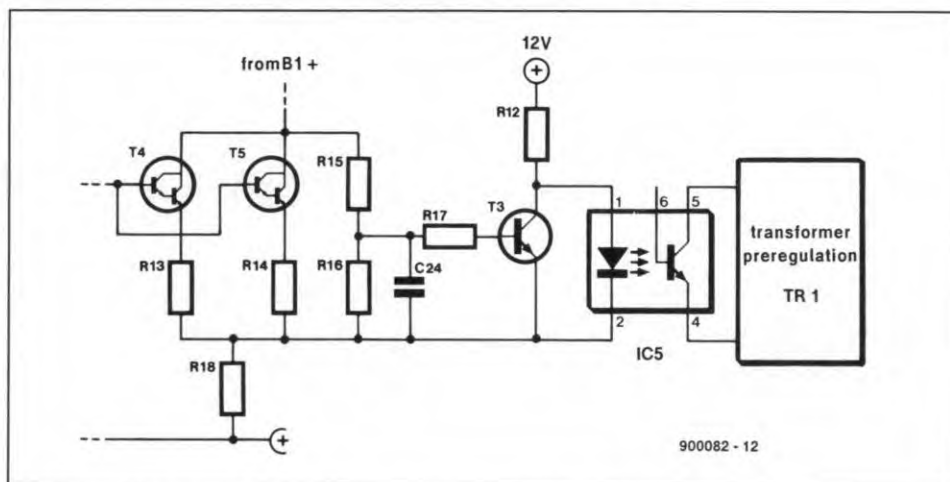 12V
fromB1 +
R12
T4
T5
R15
T3
1
6
5
R17
transformer
preregulation
TR 1
R13
R14
R16
C24
2
4
IC5
R18
900082 - 12